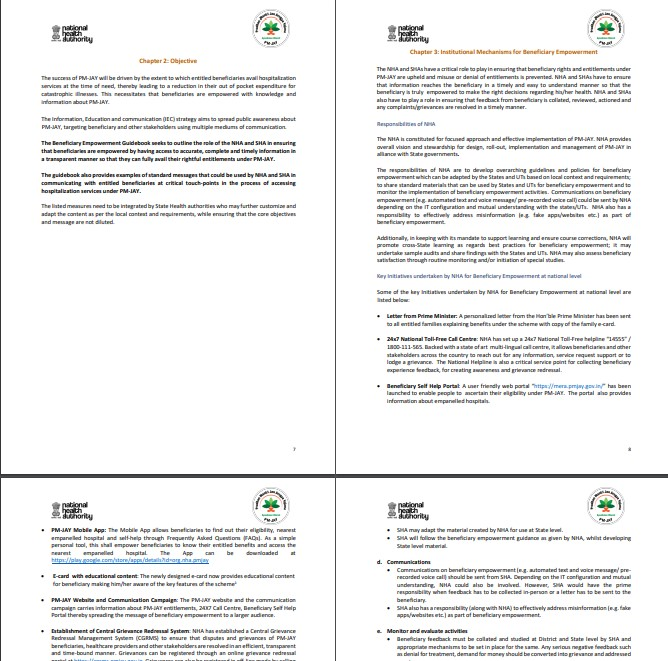 national
health
authority
PM-JAY
Chapter 2: Objective
The success of PM-JAY will be driven by the extent to which entitled beneficiaries avail hospitalization
services at the time of need, thereby leading to a reduction in their out of pocket expenditure for
catastrophic illnesses. This necessitates that beneficiaries are empowered with knowledge and
information about PM-JAY.
The Information, Education and communication (IEC) strategy aims to spread public awareness about
PM-JAY, targeting beneficiary and other stakeholders using multiple mediums of communication.
The Beneficiary Empowerment Guidebook seeks to outline the role of the NHA and SHA in ensuring
that beneficiaries are empowered by having access to accurate, complete and timely information in
a transparent manner so that they can fully avail their rightful entitlements under PM-JAY.
The guidebook also provides examples of standard messages that could be used by NHA and SHA in
communicating with entitled beneficiaries at critical touch-points in the process of accessing
hospitalization services under PM-JAY.
The listed measures need to be integrated by State Health authorities who may further customize and
adapt the content as per the local context and requirements, while ensuring that the core objectives
and message are not diluted.
7
national
health
authority
PM-JAY
Chapter 3: Institutional Mechanisms for Beneficiary Empowerment
The NHA and SHAs have a critical role to play in ensuring that beneficiary rights and entitlements under
PM-JAY are upheld and misuse or denial of entitlements is prevented. NHA and SHAs have to ensure
that information reaches the beneficiary in a timely and easy to understand manner so that the
beneficiary is truly empowered to make the right decisions regarding his/her health. NHA and SHAs
also have to play a role in ensuring that feedback from beneficiary is collated, reviewed, actioned and
any complaints/grievances are resolved in a timely manner.
Responsibilities of NHA
The NHA is constituted for focused approach and effective implementation of PM-JAY. NHA provides
overall vision and stewardship for design, roll-out, implementation and management of PM-JAY in
alliance with State governments.
The responsibilities of NHA are to develop overarching guidelines and policies for beneficiary
empowerment which can be adapted by the States and UTs based on local context and requirements;
to share standard materials that can be used by States and UTs for beneficiary empowerment and to
monitor the implementation of beneficiary empowerment activities. Communications on beneficiary
empowerment (e.g. automated text and voice message/ pre-recorded voice call) could be sent by NHA
depending on the IT configuration and mutual understanding with the states/UTs. NHA also has a
responsibility to effectively address misinformation (e.g. fake apps/websites etc.) as part of
beneficiary empowerment.
Additionally, in keeping with its mandate to support learning and ensure course corrections, NHA will
promote cross-State learning as regards best practices for beneficiary empowerment; it may
undertake sample audits and share findings with the States and UTs. NHA may also assess beneficiary
satisfaction through routine monitoring and/or initiation of special studies.
Key Initiatives undertaken by NHA for Beneficiary Empowerment at national level
Some of the key Initiatives undertaken by NHA for Beneficiary Empowerment at national level are
listed below:
• Letter from Prime Minister: A personalized letter from the Hon'ble Prime Minister has been sent
to all entitled families explaining benefits under the scheme with copy of the family e-card.
• 24x7 National Toll-Free Call Centre: NHA has set up a 24x7 National Toll-Free helpline "14555" /
1800-111-565. Backed with a state of art multi-lingual call centre, it allows beneficiaries and other
stakeholders across the country to reach out for any information, service request support or to
lodge a grievance. The National Helpline is also a critical service point for collecting beneficiary
experience feedback, for creating awareness and grievance redressal.
• Beneficiary Self Help Portal: A user friendly web portal "https://mera.pmjay.gov.in/" has been
launched to enable people to ascertain their eligibility under PM-JAY. The portal also provides
information about empanelled hospitals.
8
national
health
authority
PM-JAY
• PM-JAY Mobile App: The Mobile App allows beneficiaries to find out their eligibility, nearest
empanelled hospital and self-help through Frequently Asked Questions (FAQs). As a simple
personal tool, this shall empower beneficiaries to know their entitled benefits and access the
nearest empanelled hospital. The App can be downloaded at
https://play.google.com/store/apps/details?id=org.nha.pmjay
• E-card with educational content: The newly designed e-card now provides educational content
for beneficiary making him/her aware of the key features of the scheme
• PM-JAY Website and Communication Campaign: The PM-JAY website and the communication
campaign carries information about PM-JAY entitlements, 24X7 Call Centre, Beneficiary Self Help
Portal thereby spreading the message of beneficiary empowerment to a larger audience.
• Establishment of Central Grievance Redressal System: NHA has established a Central Grievance
Redressal Management System (CGRMS) to ensure that disputes and grievances of PM-JAY
beneficiaries, healthcare providers and other stakeholders are resolved in an efficient, transparent
and time-bound manner. Grievances can be registered through an online grievance redressal
national
health
authority
PM-JAY
• SHA may adapt the material created by NHA for use at State level.
• SHA will follow the beneficiary empowerment guidance as given by NHA, whilst developing
State level material.
d. Communications
• Communications on beneficiary empowerment (e.g. automated text and voice message/ pre-
recorded voice call) should be sent from SHA. Depending on the IT configuration and mutual
understanding, NHA could also be involved. However, SHA would have the prime
responsibility when feedback has to be collected in-person or a letter has to be sent to the
beneficiary.
• SHA also has a responsibility (along with NHA) to effectively address misinformation (e.g. fake
apps/websites etc.) as part of beneficiary empowerment.
e. Monitor and evaluate activities
• Beneficiary feedback must be collated and studied at District and State level by SHA and
appropriate mechanisms to be set in place for the same. Any serious negative feedback such
as denial for treatment, demand for money should be converted into grievance and addressed